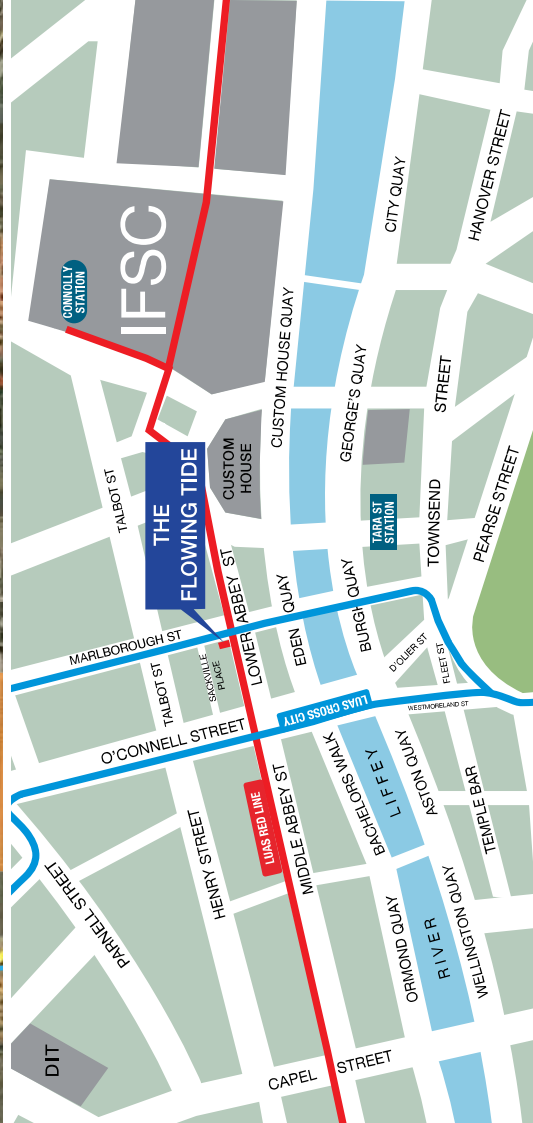 CONNOLLY
STATION
IFSC
CITY QUAY
HANOVER STREET
CUSTOM HOUSE QUAY
GEORGE'S QUAY
STREET
TOWNSEND
PEARSE STREET
CUSTOM
HOUSE
TALBOT ST
THE
FLOWING TIDE
TARA ST
STATION
LOWER ABBEY ST
EDEN QUAY
BURGH QUAY
MARLBOROUGH ST
TALBOT ST
SACKVILLE
PLACE
D'OLIER ST
FLEET ST
WESTMORELAND ST
LUAS CROSS CITY
O'CONNELL STREET
LUAS RED LINE
MIDDLE ABBEY ST
BACHELORS WALK
RIVER LIFFEY
ASTON QUAY
TEMPLE BAR
HENRY STREET
PARNELL STREET
ORMOND QUAY
WELLINGTON QUAY
DIT
CAPEL STREET